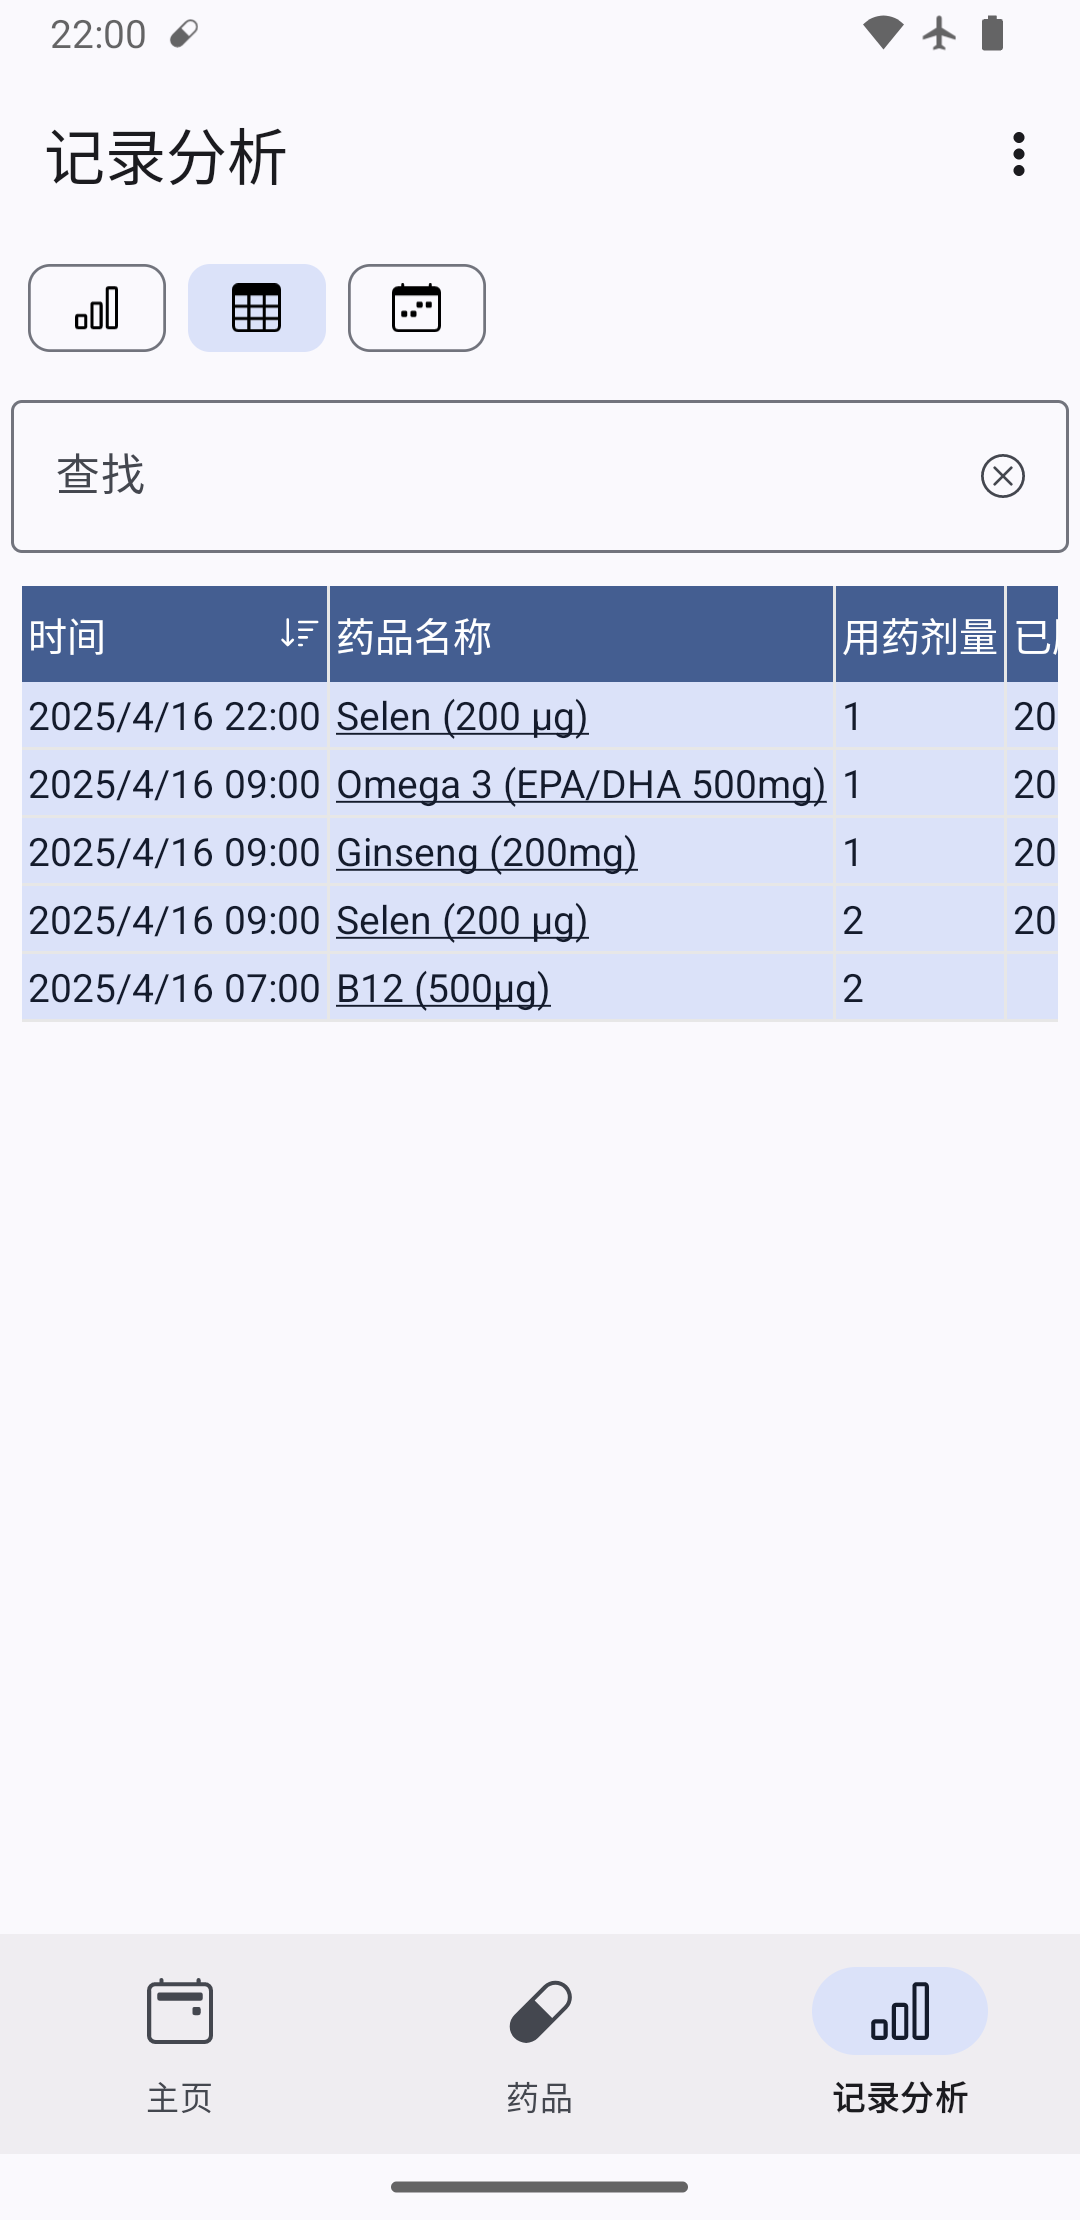 22:00
记录分析
查找
时间 药品名称 用药剂量 已
2025/4/16 22:00 Selen (200 µg) 1 20
2025/4/16 09:00 Omega 3 (EPA/DHA 500mg) 1 20
2025/4/16 09:00 Ginseng (200mg) 1 20
2025/4/16 09:00 Selen (200 µg) 2 20
2025/4/16 07:00 B12 (500µg) 2
主页 药品 记录分析